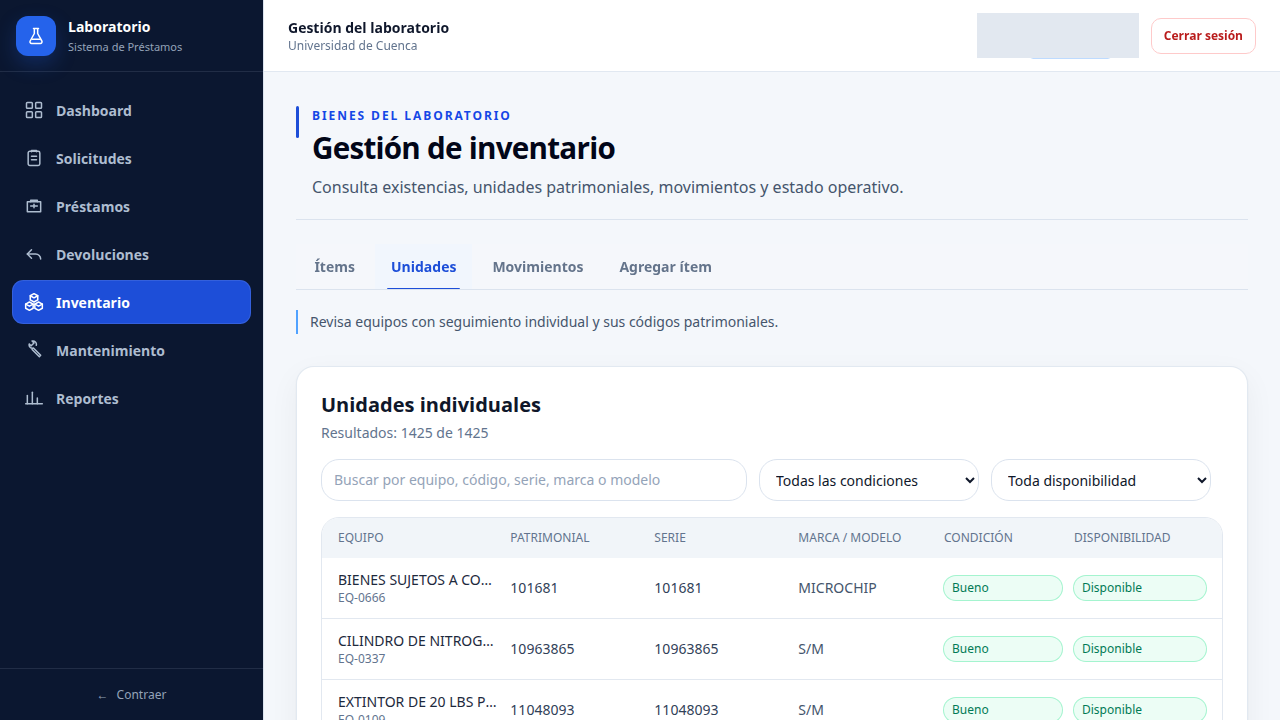 Laboratorio
Sistema de Préstamos
Dashboard
Solicitudes
Préstamos
Devoluciones
Inventario
Mantenimiento
Reportes
← Contraer
Gestión del laboratorio
Universidad de Cuenca
Cerrar sesión
BIENES DEL LABORATORIO
Gestión de inventario
Consulta existencias, unidades patrimoniales, movimientos y estado operativo.
Ítems Unidades Movimientos Agregar ítem
Revisa equipos con seguimiento individual y sus códigos patrimoniales.
Unidades individuales
Resultados: 1425 de 1425
Buscar por equipo, código, serie, marca o modelo Todas las condiciones Toda disponibilidad
EQUIPO PATRIMONIAL SERIE MARCA / MODELO CONDICIÓN DISPONIBILIDAD
BIENES SUJETOS A CO... 101681 101681 MICROCHIP Bueno Disponible
EQ-0666
CILINDRO DE NITROG... 10963865 10963865 S/M Bueno Disponible
EQ-0337
EXTINTOR DE 20 LBS P... 11048093 11048093 S/M Bueno Disponible
EQ-0109